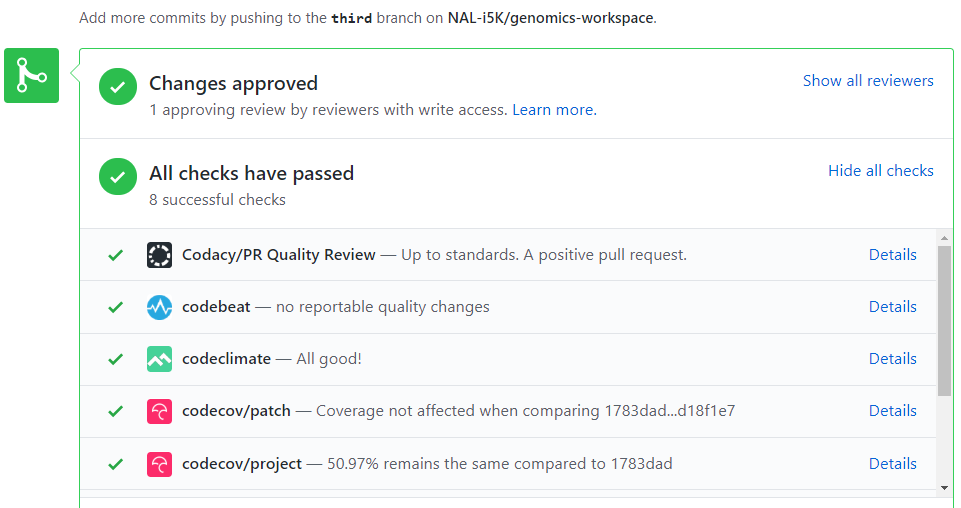 Add more commits by pushing to the third branch on NAL-i5K/genomics-workspace.
Changes approved
Show all reviewers
1 approving review by reviewers with write access. Learn more.
All checks have passed
Hide all checks
8 successful checks
Codacy/PR Quality Review — Up to standards. A positive pull request. Details
codebeat — no reportable quality changes Details
codeclimate — All good! Details
codecov/patch — Coverage not affected when comparing 1783dad...d18f1e7 Details
codecov/project — 50.97% remains the same compared to 1783dad Details